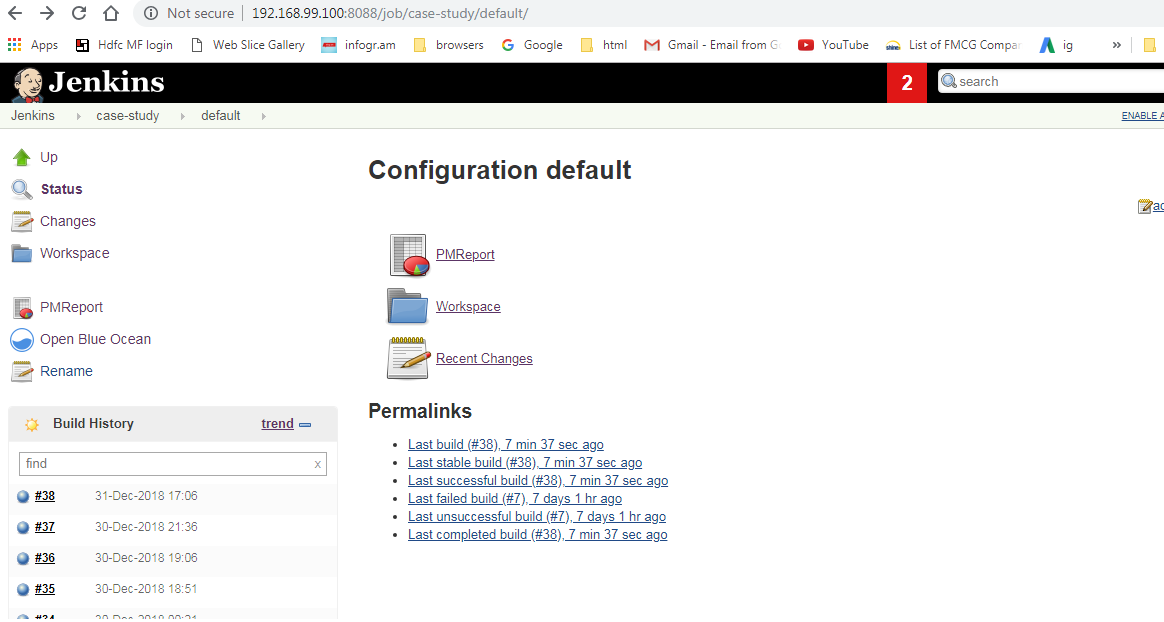 Not secure | 192.168.99.100:8088/job/case-study/default/
Apps Hdfc MF login Web Slice Gallery infogr.am browsers Google html Gmail - Email from G YouTube List of FMCG Compa ig »
Jenkins 2 search
Jenkins case-study default ENABLE A
Up
Status
Changes
Workspace
PMReport
Open Blue Ocean
Rename
Build History trend
find x
#38 31-Dec-2018 17:06
#37 30-Dec-2018 21:36
#36 30-Dec-2018 19:06
#35 30-Dec-2018 18:51
Configuration default
PMReport
Workspace
Recent Changes
Permalinks
Last build (#38), 7 min 37 sec ago
Last stable build (#38), 7 min 37 sec ago
Last successful build (#38), 7 min 37 sec ago
Last failed build (#7), 7 days 1 hr ago
Last unsuccessful build (#7), 7 days 1 hr ago
Last completed build (#38), 7 min 37 sec ago